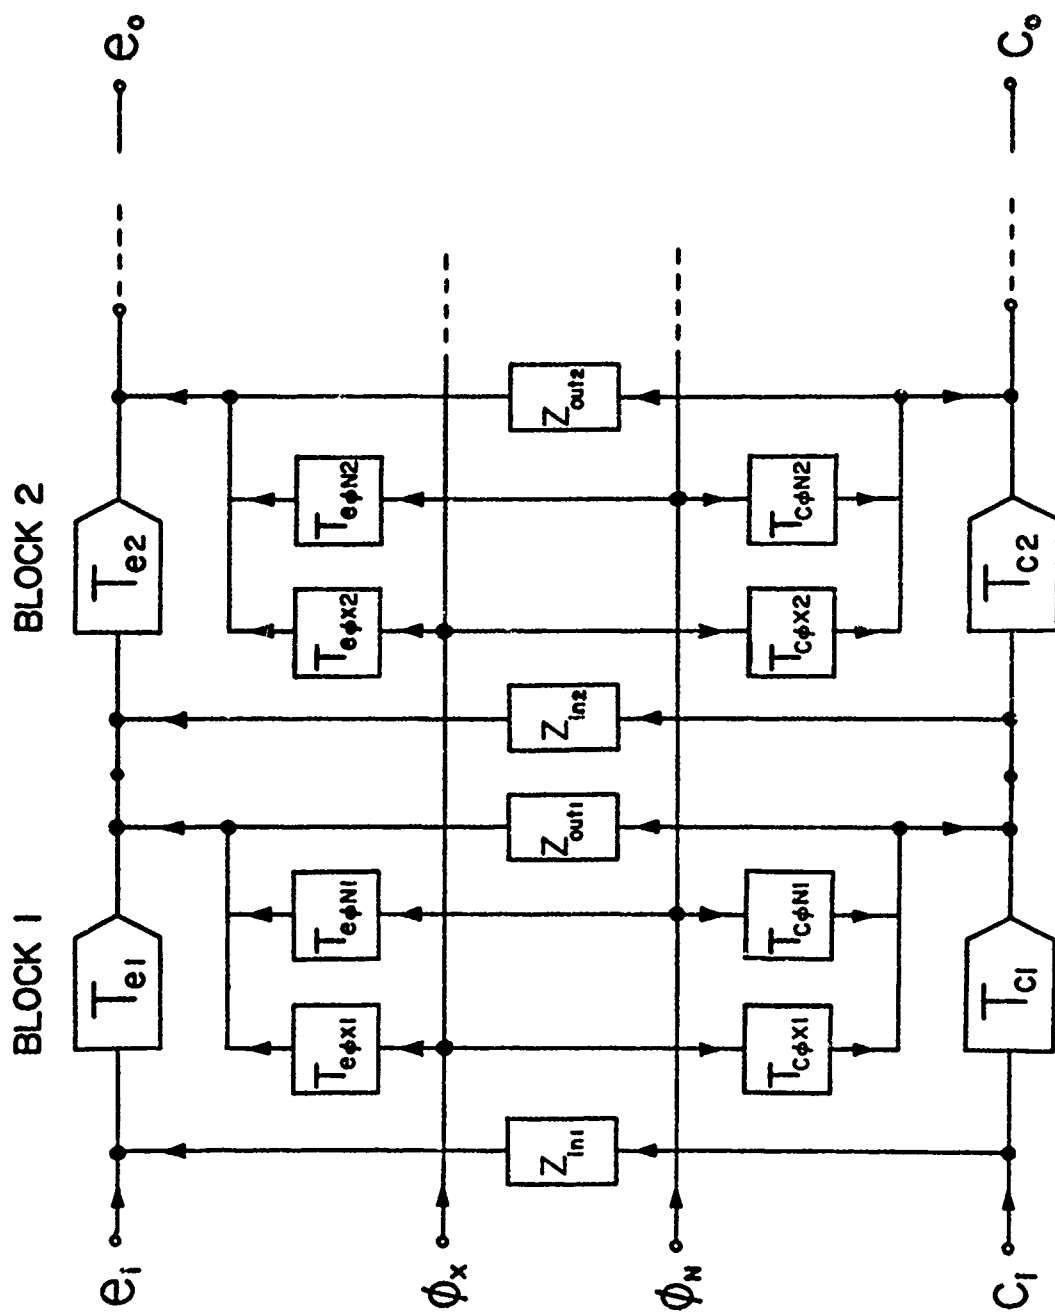 BLOCK 1
BLOCK 2
e_i
T_e1
T_e2
e_o
T_eϕX1
T_eϕN1
T_eϕX2
T_eϕN2
ϕ_X
Z_in1
Z_out1
Z_in2
Z_out2
ϕ_N
T_CϕX1
T_CϕN1
T_CϕX2
T_CϕN2
C_i
T_C1
T_C2
C_o